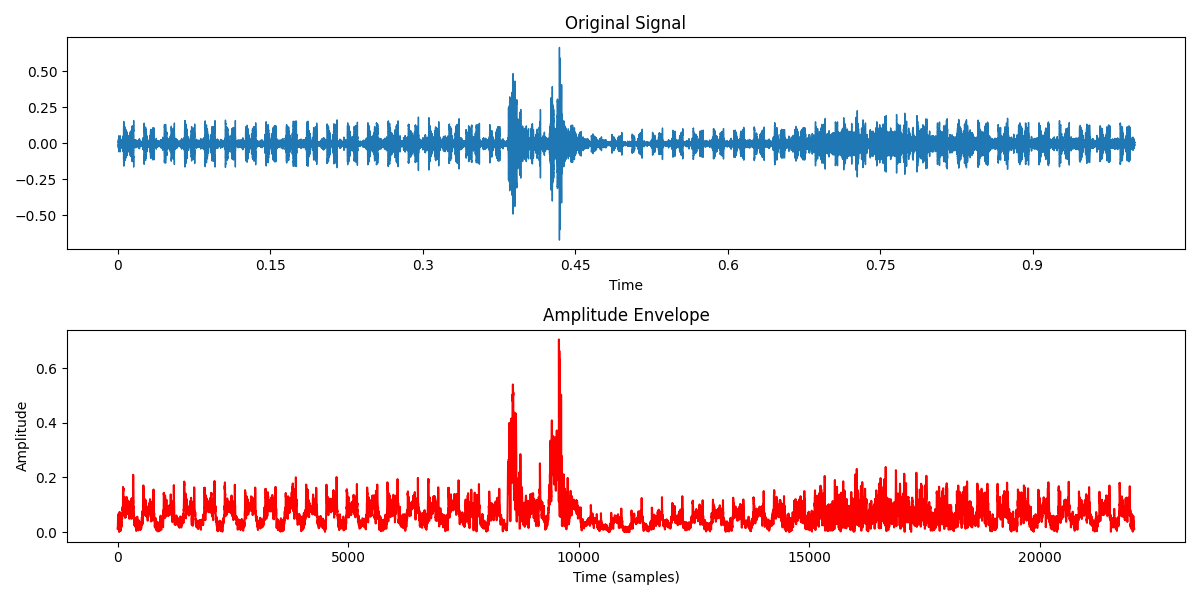 Original Signal
0.50
0.25
0.00
−0.25
−0.50
0 0.15 0.3 0.45 0.6 0.75 0.9
Time
Amplitude Envelope
Amplitude
0.6
0.4
0.2
0.0
0 5000 10000 15000 20000
Time (samples)